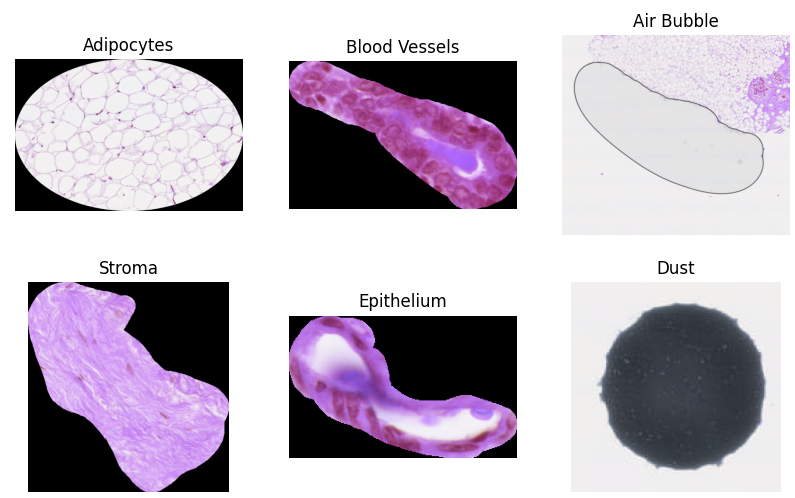 Adipocytes
Blood Vessels
Air Bubble
Stroma
Epithelium
Dust